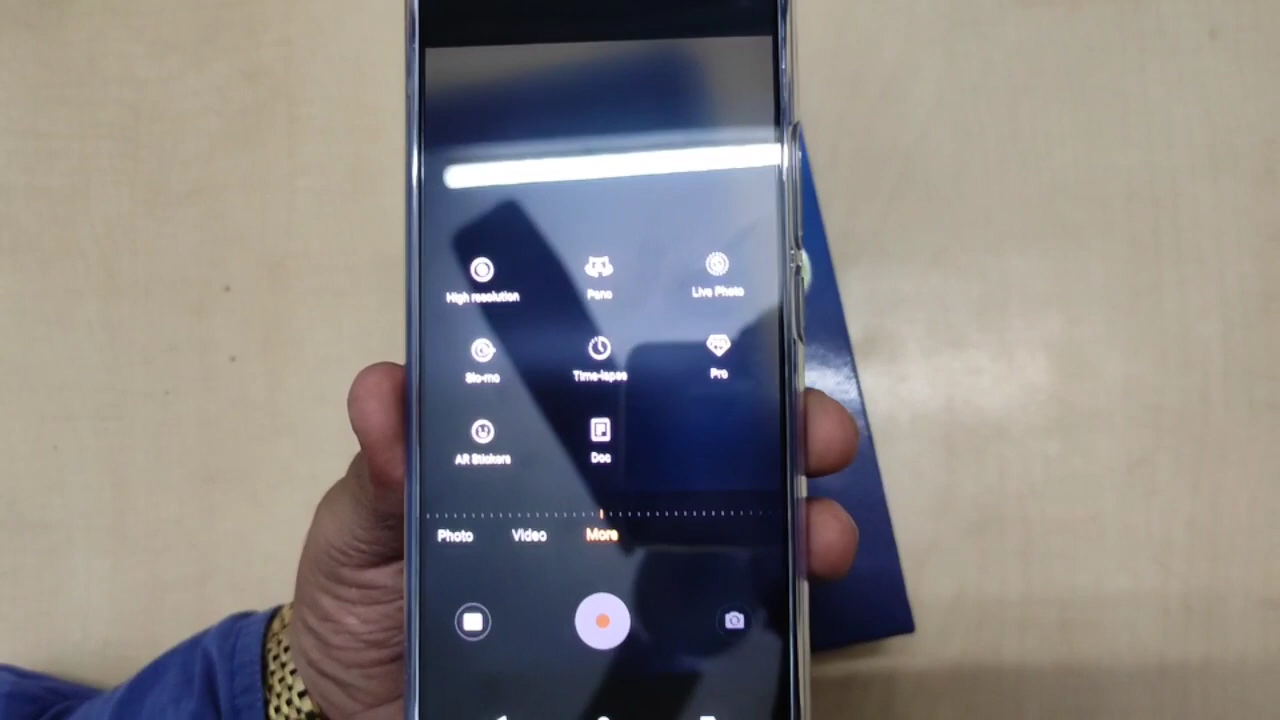 High resolution
Pano
Live Photo
Slo-mo
Time-lapse
Pro
AR Stickers
Doc
Photo
Video
More